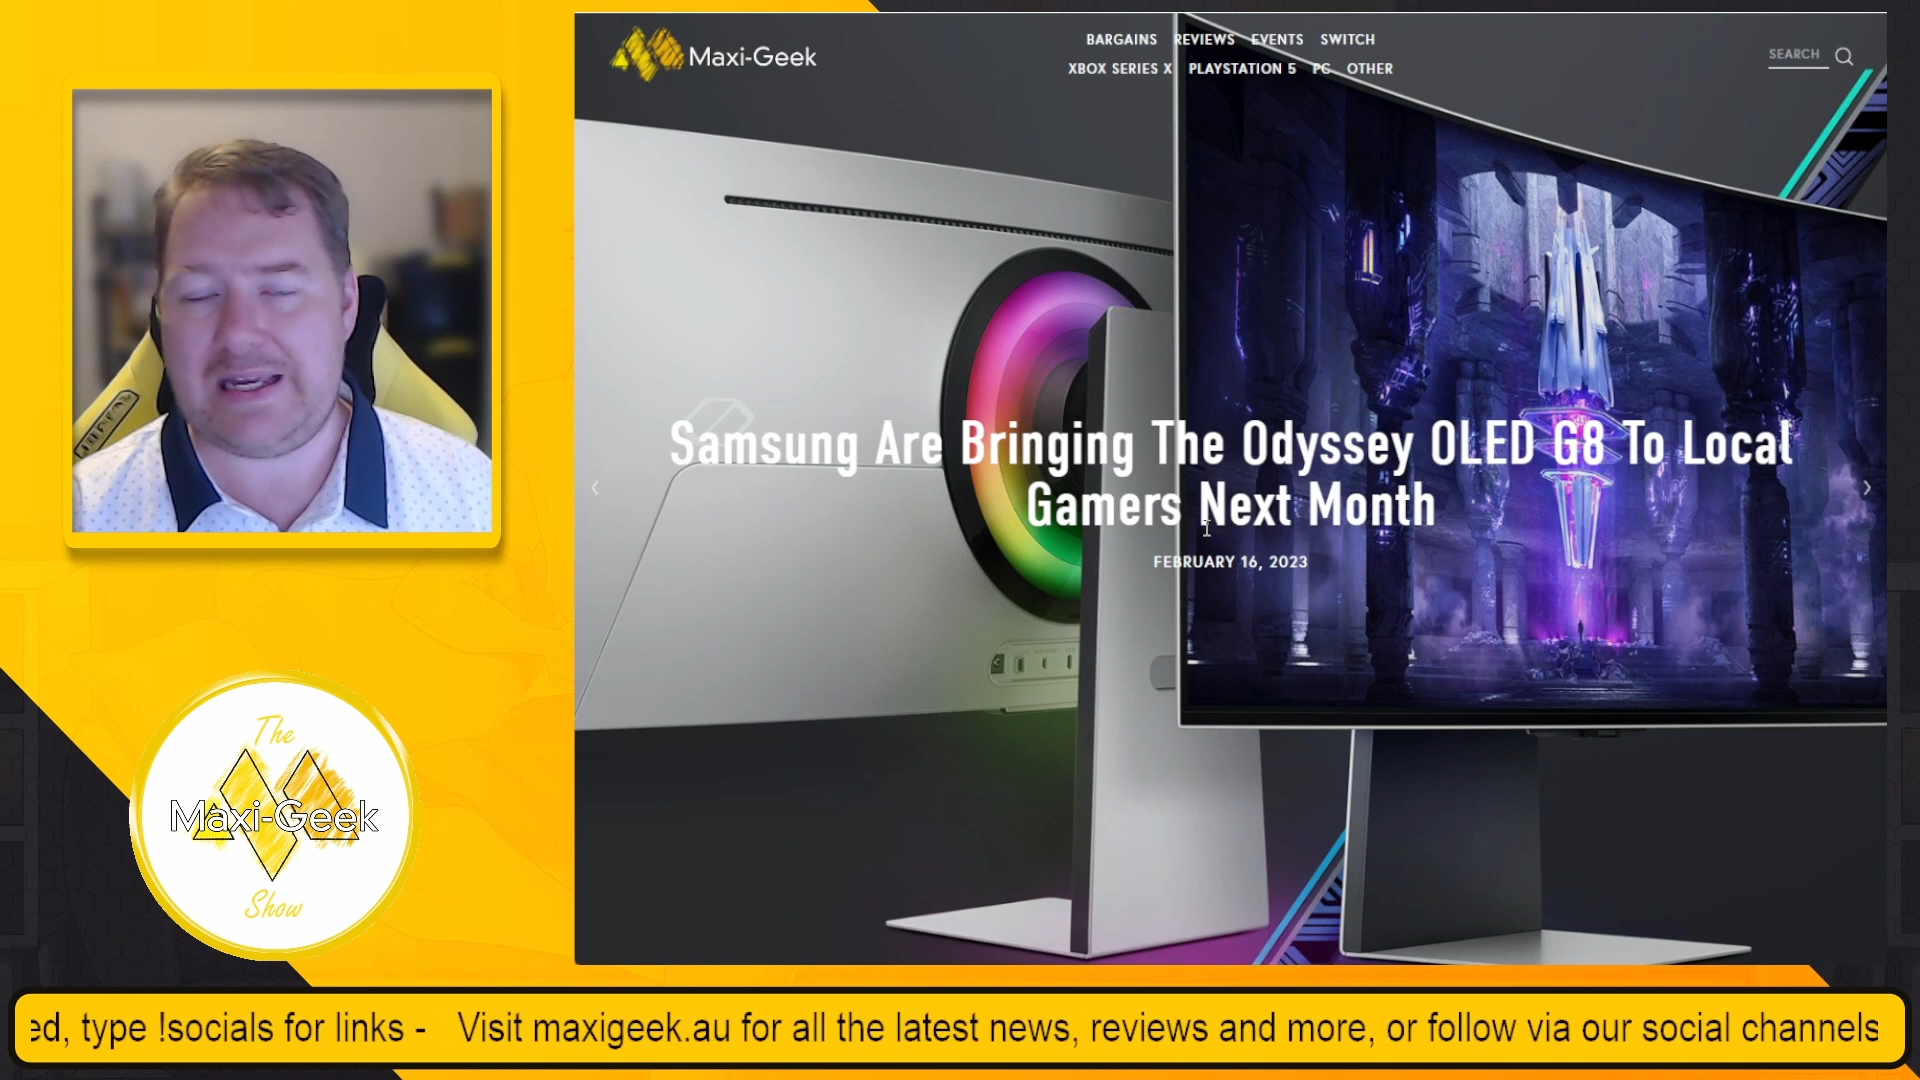 Maxi-Geek
BARGAINS REVIEWS EVENTS SWITCH
XBOX SERIES X PLAYSTATION 5 PC OTHER
SEARCH
Samsung Are Bringing The Odyssey OLED G8 To Local
Gamers Next Month
FEBRUARY 16, 2023
The
Maxi-Geek
Show
ed, type !socials for links - Visit maxigeek.au for all the latest news, reviews and more, or follow via our social channels